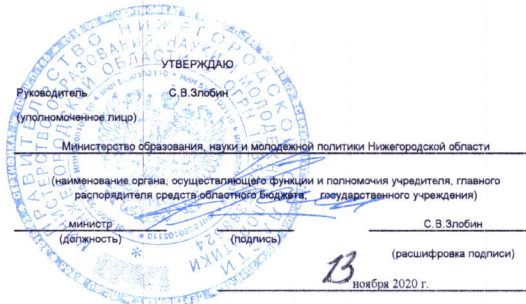 УТВЕРЖДАЮ
Руководитель С.В.Злобин
(уполномоченное лицо)
Министерство образования, науки и молодежной политики Нижегородской области
(наименование органа, осуществляющего функции и полномочия учредителя, главного
распорядителя средств областного бюджета, государственного учреждения)
министр С.В.Злобин
(должность) (подпись)
(расшифровка подписи)
13 ноября 2020 г.